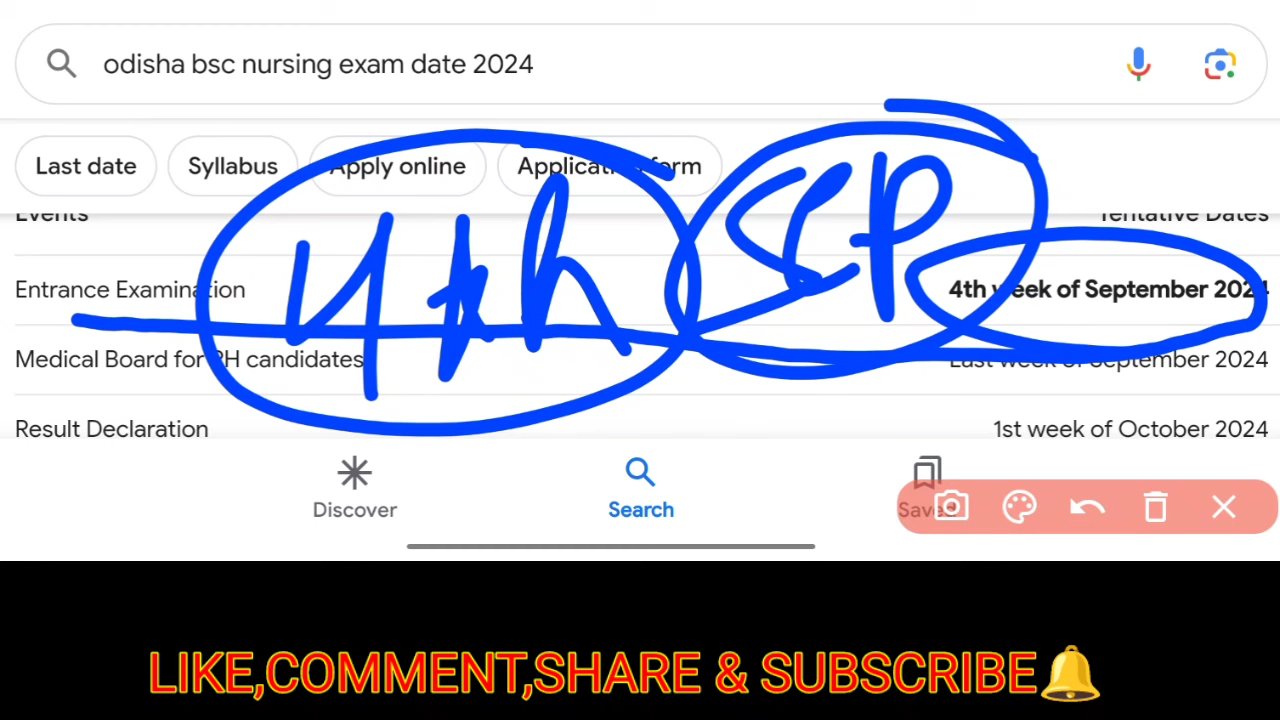 odisha bsc nursing exam date 2024
Last date Syllabus Apply online Application form
Events Tentative Dates
Entrance Examination 4th week of September 2024
Medical Board for PH candidates Last week of September 2024
Result Declaration 1st week of October 2024
4th SEP
Discover Search Saved
LIKE,COMMENT,SHARE & SUBSCRIBE🔔